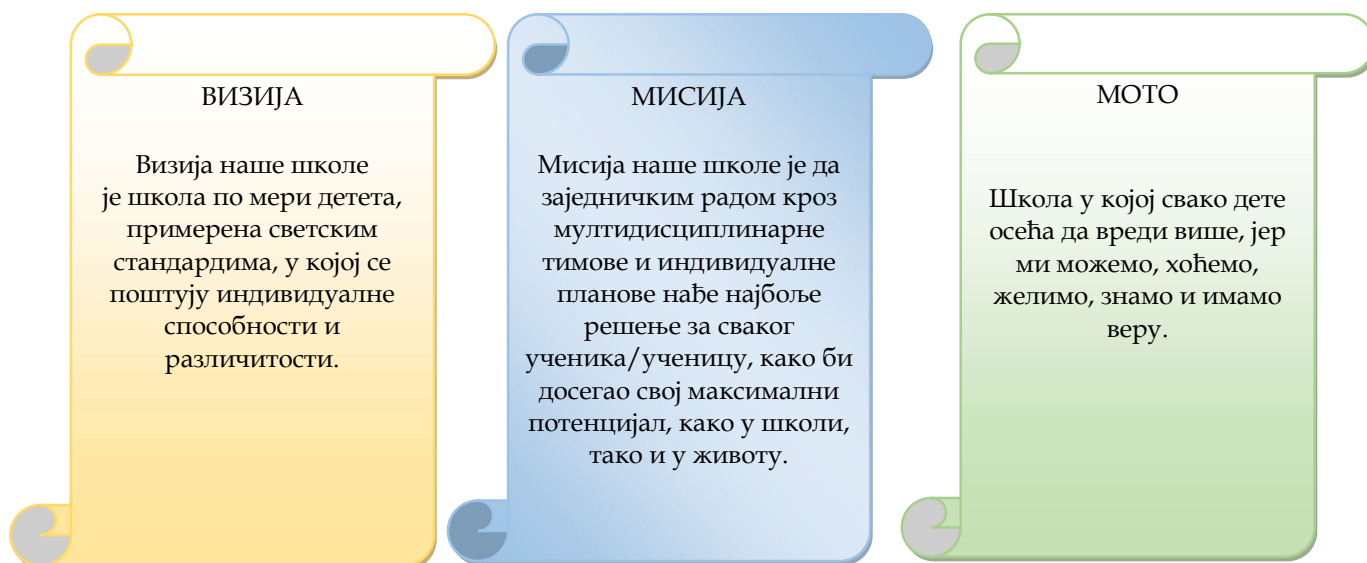 ВИЗИЈА
Визија наше школе
је школа по мери детета,
примерена светским
стандардима, у којој се
поштују индивидуалне
способности и
различитости.
МИСИЈА
Мисија наше школе је да
заједничким радом кроз
мултидисциплинарне
тимове и индивидуалне
планове нађе најбоље
решење за сваког
ученика/ученицу, како би
досегао свој максимални
потенцијал, како у школи,
тако и у животу.
МОТО
Школа у којој свако дете
осећа да вреди више, јер
ми можемо, хоћемо,
желимо, знамо и имамо
веру.